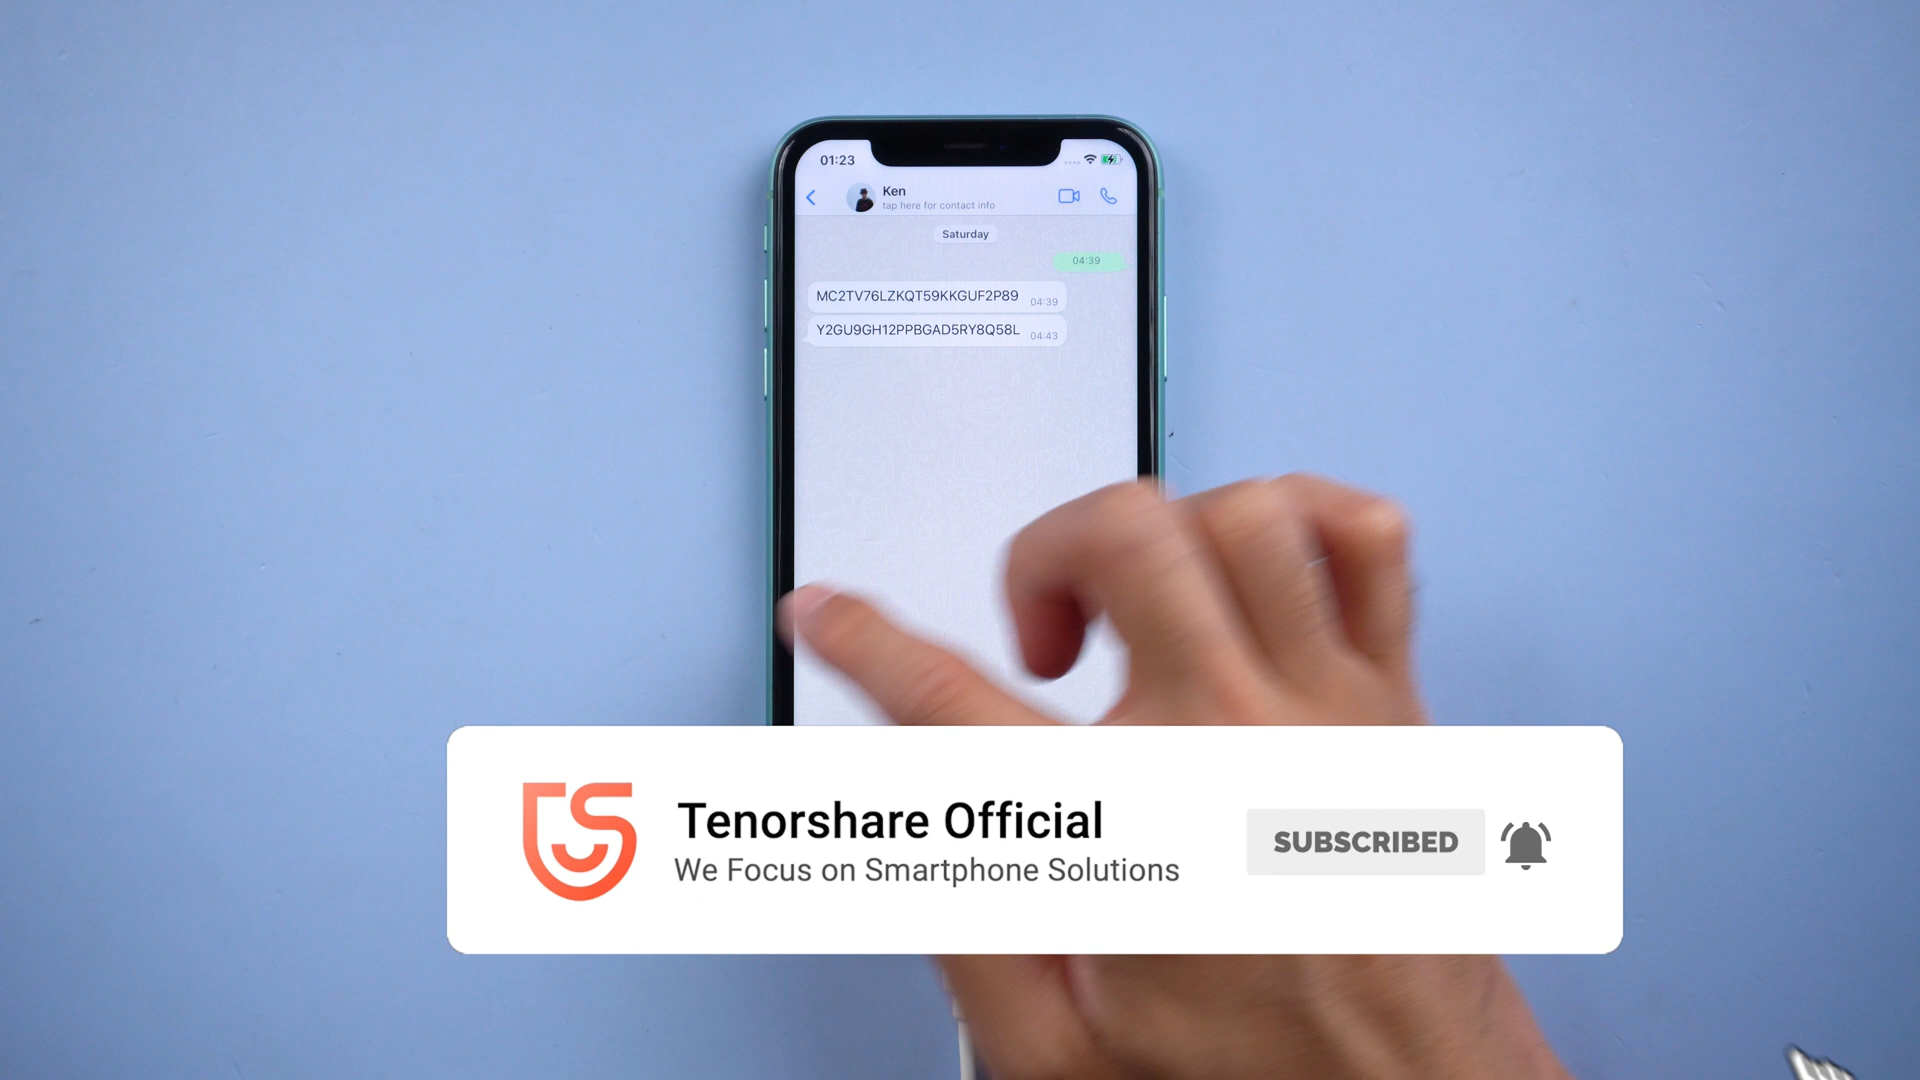 01:23
Ken
tap here for contact info
Saturday
04:39
MC2TV76LZKQT59KKGUF2P89 04:39
Y2GU9GH12PPBGAD5RY8Q58L 04:43
Tenorshare Official
We Focus on Smartphone Solutions
SUBSCRIBED